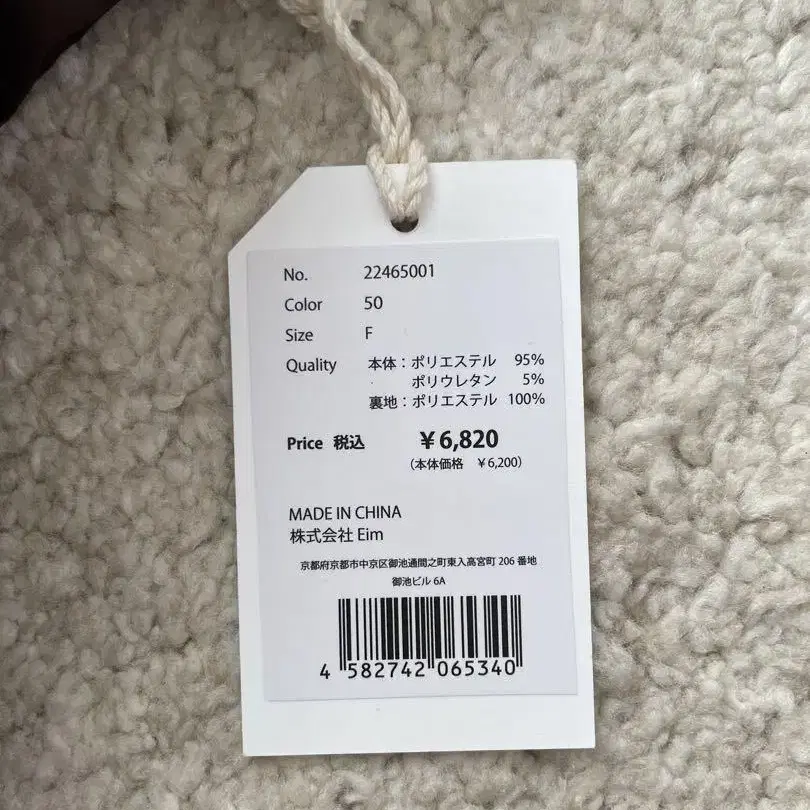 No. 22465001
Color 50
Size F
Quality 本体：ポリエステル 95%
ポリウレタン 5%
裏地：ポリエステル 100%
Price 税込 ￥6,820
（本体価格 ￥6,200）
MADE IN CHINA
株式会社 Eim
京都府京都市中京区御池通間之町東入高宮町 206 番地
御池ビル 6A
4 582742 065340